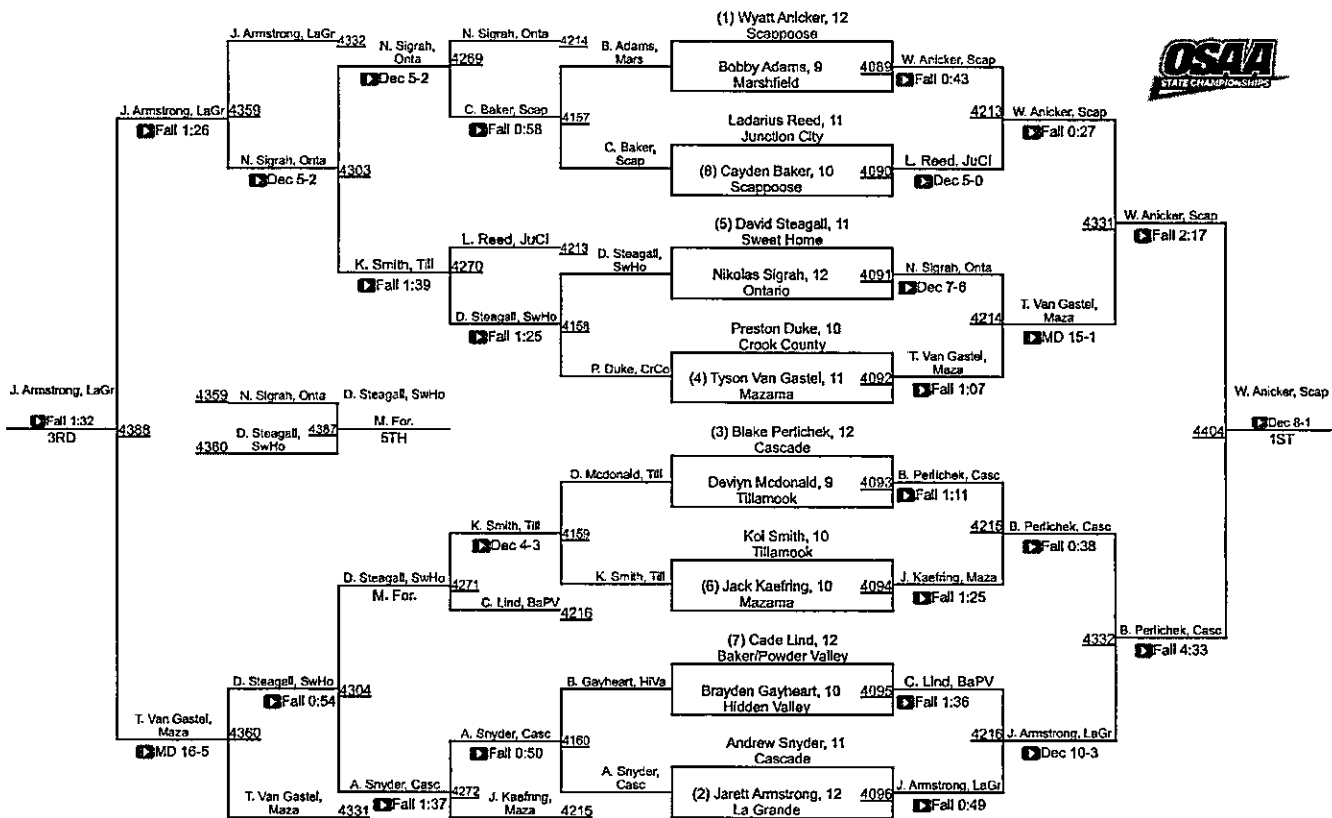 OSAA
STATE CHAMPIONSHIPS
J. Armstrong, LaGr
4332
N. Sigrah,
Onta
Dec 5-2
N. Sigrah, Onta
4214
4269
C. Baker, Scap
Fall 0:58
B. Adams,
Mars
4157
C. Baker,
Scap
(1) Wyatt Anicker, 12
Scappoose
Bobby Adams, 9
Marshfield
4089
W. Anicker, Scap
Fall 0:43
Ladarius Reed, 11
Junction City
(8) Cayden Baker, 10
Scappoose
4090
L. Reed, JuCi
Dec 5-0
4213
W. Anicker, Scap
Fall 0:27
J. Armstrong, LaGr
4359
Fall 1:26
N. Sigrah, Onta
4303
Dec 5-2
K. Smith, Till
Fall 1:39
L. Reed, JuCi
4213
4270
D. Steagall, SwHo
Fall 1:25
D. Steagall,
SwHo
4158
P. Duke, CrCo
(5) David Steagall, 11
Sweet Home
Nikolas Sigrah, 12
Ontario
4091
N. Sigrah, Onta
Dec 7-6
Preston Duke, 10
Crook County
(4) Tyson Van Gastel, 11
Mazama
4092
T. Van Gastel,
Maza
Fall 1:07
4214
T. Van Gastel,
Maza
MD 15-1
4331
W. Anicker, Scap
Fall 2:17
J. Armstrong, LaGr
Fall 1:32
3RD
4388
4359
N. Sigrah, Onta
D. Steagall,
SwHo
4360
4387
D. Steagall, SwHo
M. For.
5TH
W. Anicker, Scap
Dec 8-1
1ST
4404
(3) Blake Perlichek, 12
Cascade
Deviyn Mcdonald, 9
Tillamook
4093
D. Mcdonald, Till
B. Perlichek, Casc
Fall 1:11
K. Smith, Till
Dec 4-3
4159
K. Smith, Till
Koi Smith, 10
Tillamook
(6) Jack Kaefring, 10
Mazama
4094
J. Kaefring, Maza
Fall 1:25
4215
B. Perlichek, Casc
Fall 0:38
D. Steagall, SwHo
M. For.
4271
C. Lind, BaPV
4216
4332
B. Perlichek, Casc
Fall 4:33
(7) Cade Lind, 12
Baker/Powder Valley
Brayden Gayheart, 10
Hidden Valley
4095
B. Gayheart, HiVa
C. Lind, BaPV
Fall 1:36
D. Steagall, SwHo
Fall 0:54
4304
T. Van Gastel,
Maza
MD 16-5
4360
A. Snyder, Casc
Fall 0:50
4160
A. Snyder,
Casc
Andrew Snyder, 11
Cascade
(2) Jarett Armstrong, 12
La Grande
4096
J. Armstrong, LaGr
Fall 0:49
4216
J. Armstrong, LaGr
Dec 10-3
T. Van Gastel,
Maza
4331
A. Snyder, Casc
Fall 1:37
4272
J. Kaefring,
Maza
4215